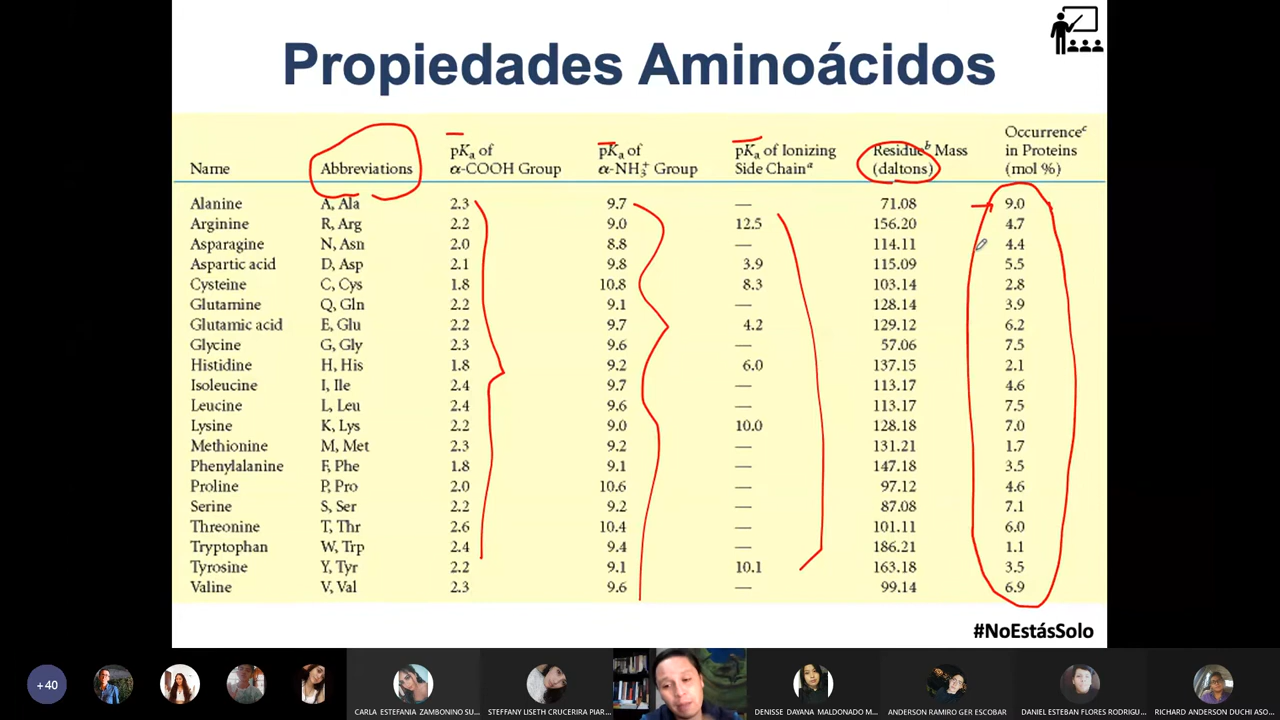 Propiedades Aminoácidos
Name Abbreviations pKa of α-COOH Group pKa of α-NH3+ Group pKa of Ionizing Side Chain^a Residue^b Mass (daltons) Occurrence^c in Proteins (mol %)
Alanine A, Ala 2.3 9.7 — 71.08 9.0
Arginine R, Arg 2.2 9.0 12.5 156.20 4.7
Asparagine N, Asn 2.0 8.8 — 114.11 4.4
Aspartic acid D, Asp 2.1 9.8 3.9 115.09 5.5
Cysteine C, Cys 1.8 10.8 8.3 103.14 2.8
Glutamine Q, Gln 2.2 9.1 — 128.14 3.9
Glutamic acid E, Glu 2.2 9.7 4.2 129.12 6.2
Glycine G, Gly 2.3 9.6 — 57.06 7.5
Histidine H, His 1.8 9.2 6.0 137.15 2.1
Isoleucine I, Ile 2.4 9.7 — 113.17 4.6
Leucine L, Leu 2.4 9.6 — 113.17 7.5
Lysine K, Lys 2.2 9.0 10.0 128.18 7.0
Methionine M, Met 2.3 9.2 — 131.21 1.7
Phenylalanine F, Phe 1.8 9.1 — 147.18 3.5
Proline P, Pro 2.0 10.6 — 97.12 4.6
Serine S, Ser 2.2 9.2 — 87.08 7.1
Threonine T, Thr 2.6 10.4 — 101.11 6.0
Tryptophan W, Trp 2.4 9.4 — 186.21 1.1
Tyrosine Y, Tyr 2.2 9.1 10.1 163.18 3.5
Valine V, Val 2.3 9.6 — 99.14 6.9
#NoEstásSolo
+40
CARLA ESTEFANIA ZAMBONINO SU... STEFFANY LISETH CRUCERIRA PIAR... DENISSE DAYANA MALDONADO M... ANDERSON RAMIRO GER ESCOBAR DANIEL ESTEBAN FLORES RODRIGU... RICHARD ANDERSON DUCHI ASO...